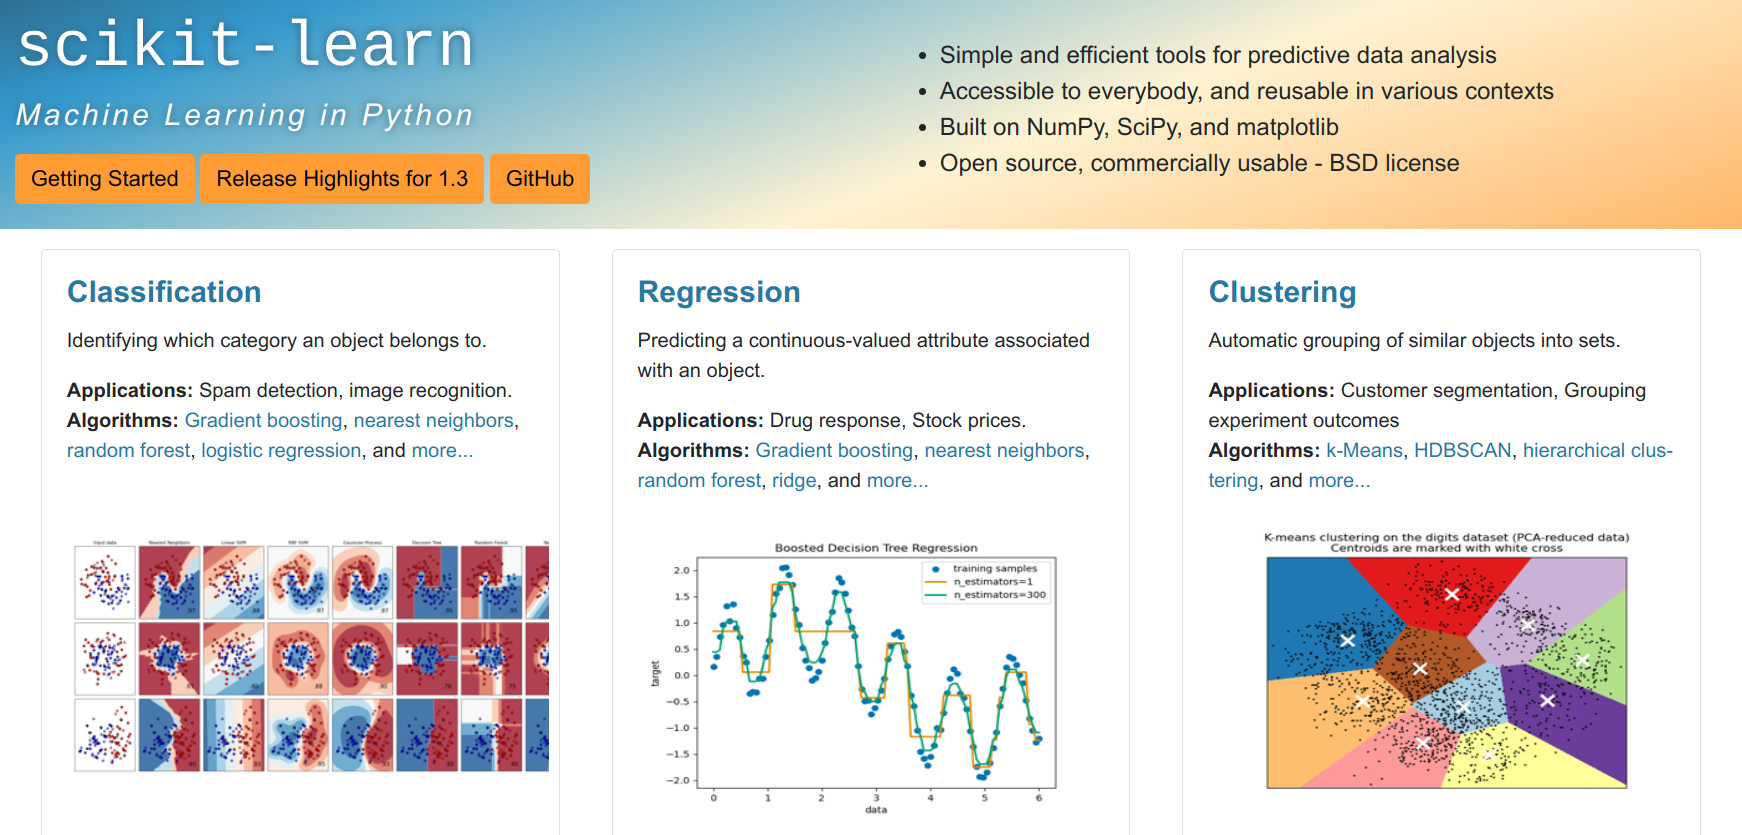 scikit-learn
Machine Learning in Python
Getting Started
Release Highlights for 1.3
GitHub
Simple and efficient tools for predictive data analysis
Accessible to everybody, and reusable in various contexts
Built on NumPy, SciPy, and matplotlib
Open source, commercially usable - BSD license
Classification
Identifying which category an object belongs to.
Applications: Spam detection, image recognition.
Algorithms: Gradient boosting, nearest neighbors,
random forest, logistic regression, and more...
Input data
Nearest Neighbors
Linear SVM
RBF SVM
Gaussian Process
Decision Tree
Random Forest
Regression
Predicting a continuous-valued attribute associated
with an object.
Applications: Drug response, Stock prices.
Algorithms: Gradient boosting, nearest neighbors,
random forest, ridge, and more...
Boosted Decision Tree Regression
training samples
n_estimators=1
n_estimators=300
target
2.0
1.5
1.0
0.5
0.0
−0.5
−1.0
−1.5
−2.0
0 1 2 3 4 5 6
data
Clustering
Automatic grouping of similar objects into sets.
Applications: Customer segmentation, Grouping
experiment outcomes
Algorithms: k-Means, HDBSCAN, hierarchical clus-
tering, and more...
K-means clustering on the digits dataset (PCA-reduced data)
Centroids are marked with white cross